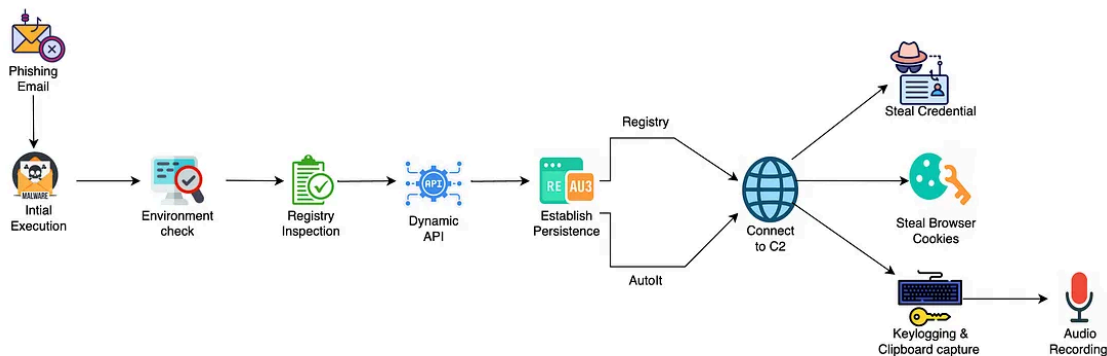 Phishing
Email
MALWARE
Intial
Execution
Environment
check
Registry
Inspection
API
Dynamic
API
RE
AU3
Establish
Persistence
Registry
AutoIt
Connect
to C2
Steal Credential
Steal Browser
Cookies
Keylogging &
Clipboard capture
Audio
Recording